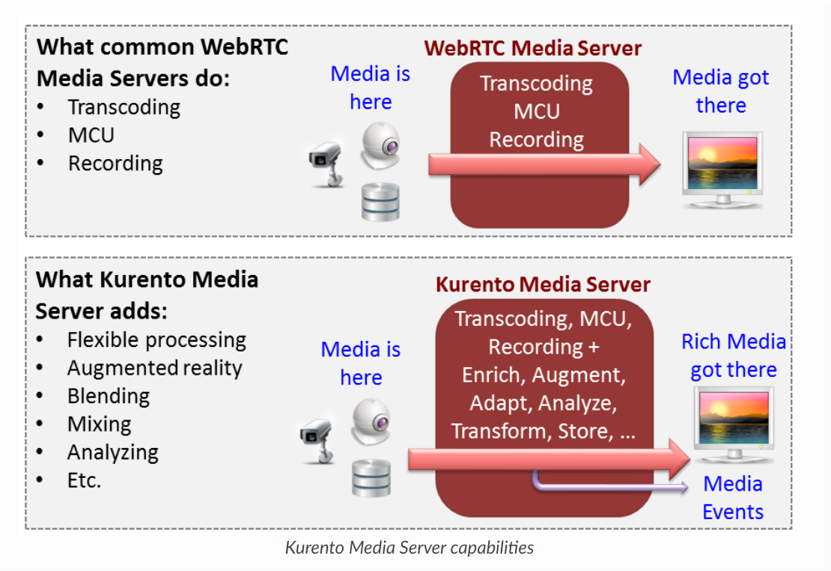 What common WebRTC
Media Servers do:
• Transcoding
• MCU
• Recording
Media is
here
WebRTC Media Server
Transcoding
MCU
Recording
Media got
there
What Kurento Media
Server adds:
• Flexible processing
• Augmented reality
• Blending
• Mixing
• Analyzing
• Etc.
Media is
here
Kurento Media Server
Transcoding, MCU,
Recording +
Enrich, Augment,
Adapt, Analyze,
Transform, Store, ...
Rich Media
got there
Media
Events
Kurento Media Server capabilities